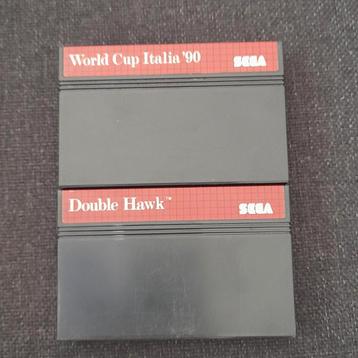 World Cup Italia '90 SEGA
Double Hawk™ SEGA